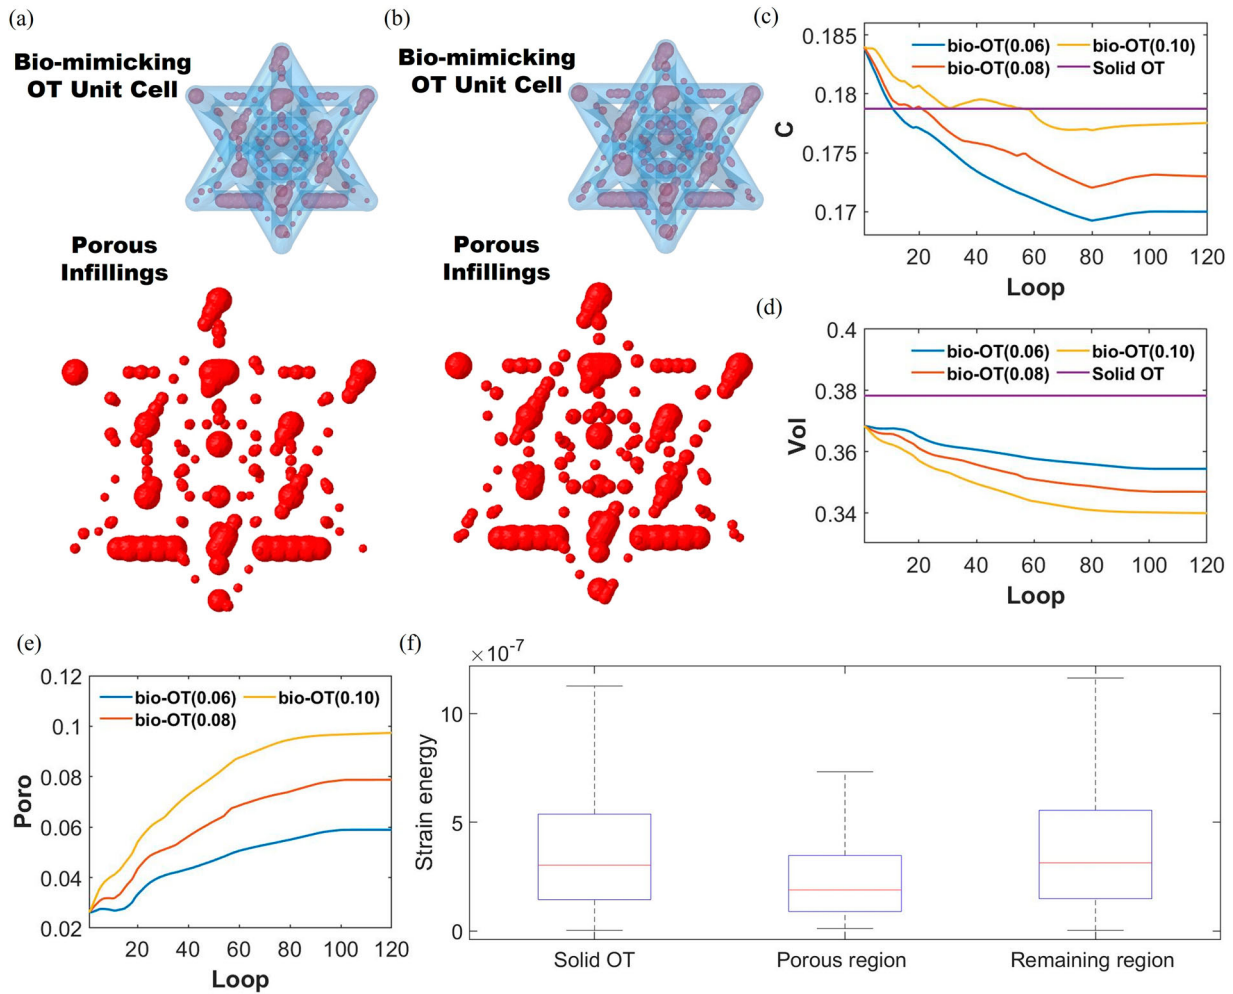 (a)
Bio-mimicking
OT Unit Cell
Porous
Infillings
(b)
Bio-mimicking
OT Unit Cell
Porous
Infillings
(c)
0.185
0.18
0.175
0.17
C
bio-OT(0.06)
bio-OT(0.10)
bio-OT(0.08)
Solid OT
20 40 60 80 100 120
Loop
(d)
0.4
0.38
0.36
0.34
Vol
bio-OT(0.06)
bio-OT(0.10)
bio-OT(0.08)
Solid OT
20 40 60 80 100 120
Loop
(e)
0.12
0.1
0.08
0.06
0.04
0.02
Poro
bio-OT(0.06)
bio-OT(0.10)
bio-OT(0.08)
20 40 60 80 100 120
Loop
(f)
×10-7
10
5
0
Strain energy
Solid OT Porous region Remaining region